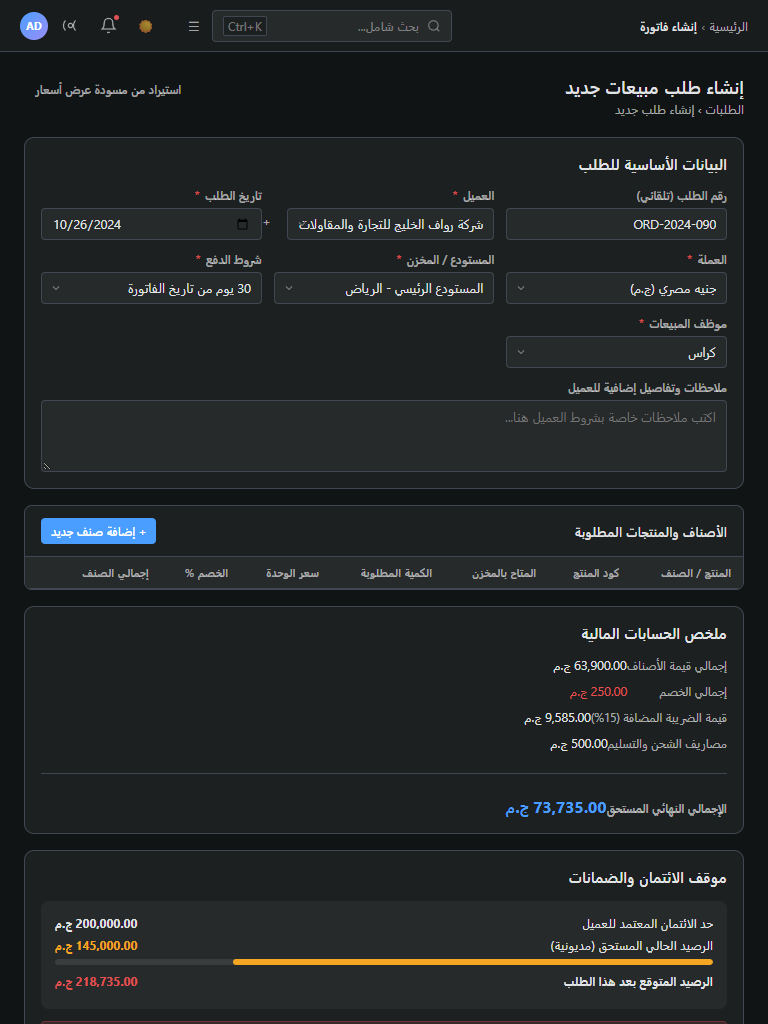 الرئيسية › إنشاء فاتورة
بحث شامل... Ctrl+K
AD
إنشاء طلب مبيعات جديد
الطلبات › إنشاء طلب جديد
استيراد من مسودة عرض أسعار
البيانات الأساسية للطلب
رقم الطلب (تلقائي)
ORD-2024-090
العميل *
شركة رواف الخليج للتجارة والمقاولات
+
تاريخ الطلب *
10/26/2024
العملة *
جنيه مصري (ج.م)
المستودع / المخزن *
المستودع الرئيسي - الرياض
شروط الدفع *
30 يوم من تاريخ الفاتورة
موظف المبيعات *
كراس
ملاحظات وتفاصيل إضافية للعميل
اكتب ملاحظات خاصة بشروط العميل هنا...
الأصناف والمنتجات المطلوبة
+ إضافة صنف جديد
المنتج / الصنف كود المنتج المتاح بالمخزن الكمية المطلوبة سعر الوحدة الخصم % إجمالي الصنف
ملخص الحسابات المالية
إجمالي قيمة الأصناف 63,900.00 ج.م
إجمالي الخصم 250.00 ج.م
قيمة الضريبة المضافة (15%) 9,585.00 ج.م
مصاريف الشحن والتسليم 500.00 ج.م
الإجمالي النهائي المستحق 73,735.00 ج.م
موقف الائتمان والضمانات
حد الائتمان المعتمد للعميل 200,000.00 ج.م
الرصيد الحالي المستحق (مديونية) 145,000.00 ج.م
الرصيد المتوقع بعد هذا الطلب 218,735.00 ج.م